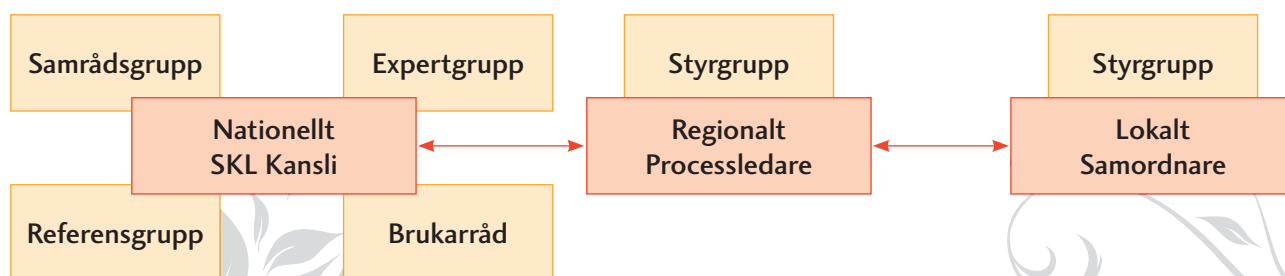 Samrådsgrupp
Expertgrupp
Styrgrupp
Styrgrupp
Nationellt
SKL Kansli
Regionalt
Processledare
Lokalt
Samordnare
Referensgrupp
Brukarråd